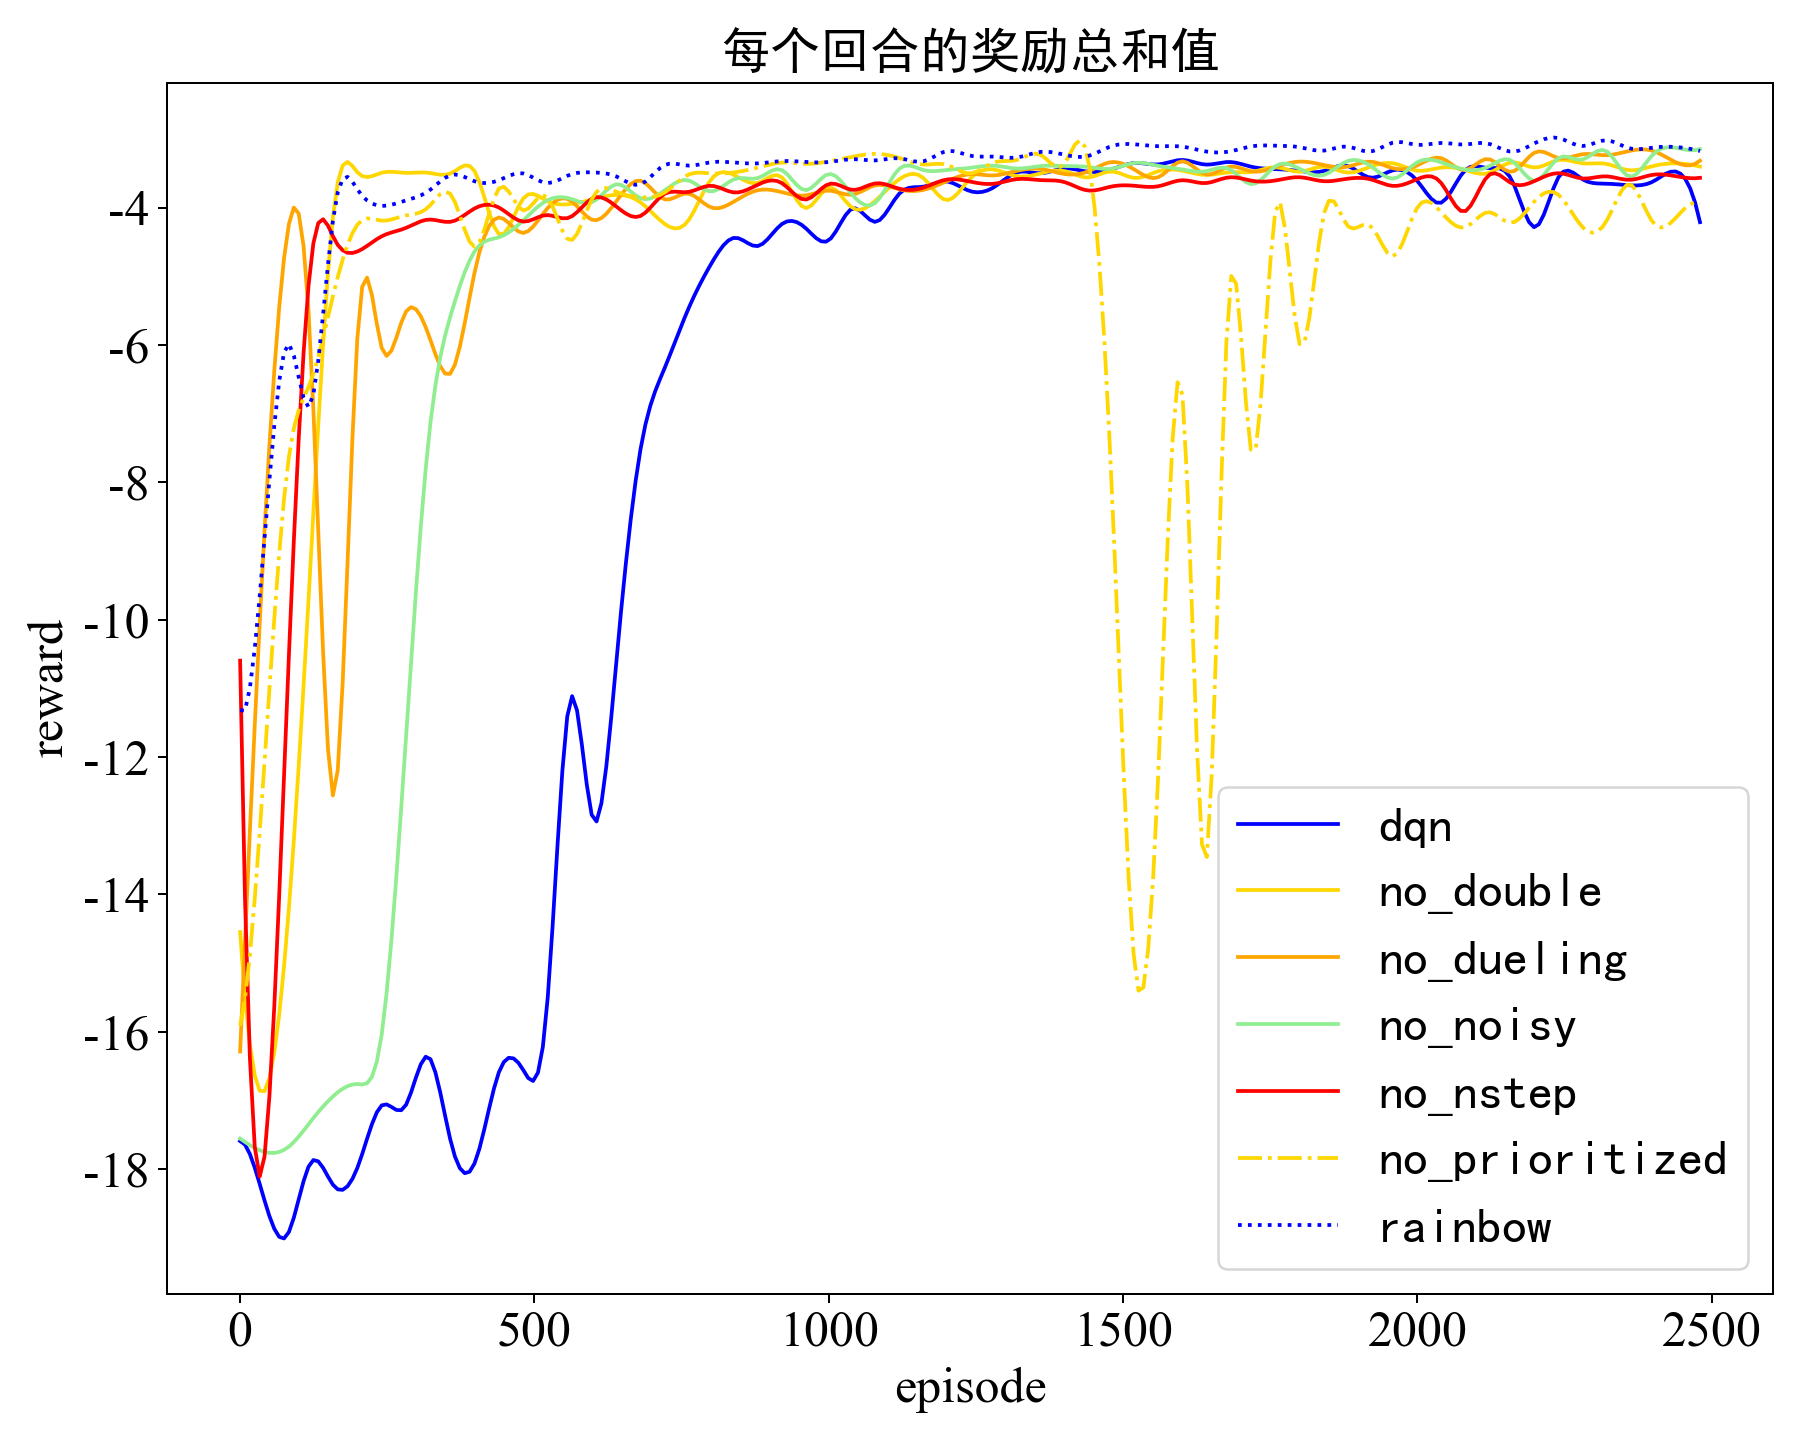 每个回合的奖励总和值
reward
-4
-6
-8
-10
-12
-14
-16
-18
0 500 1000 1500 2000 2500
episode
dqn
no_double
no_dueling
no_noisy
no_nstep
no_prioritized
rainbow